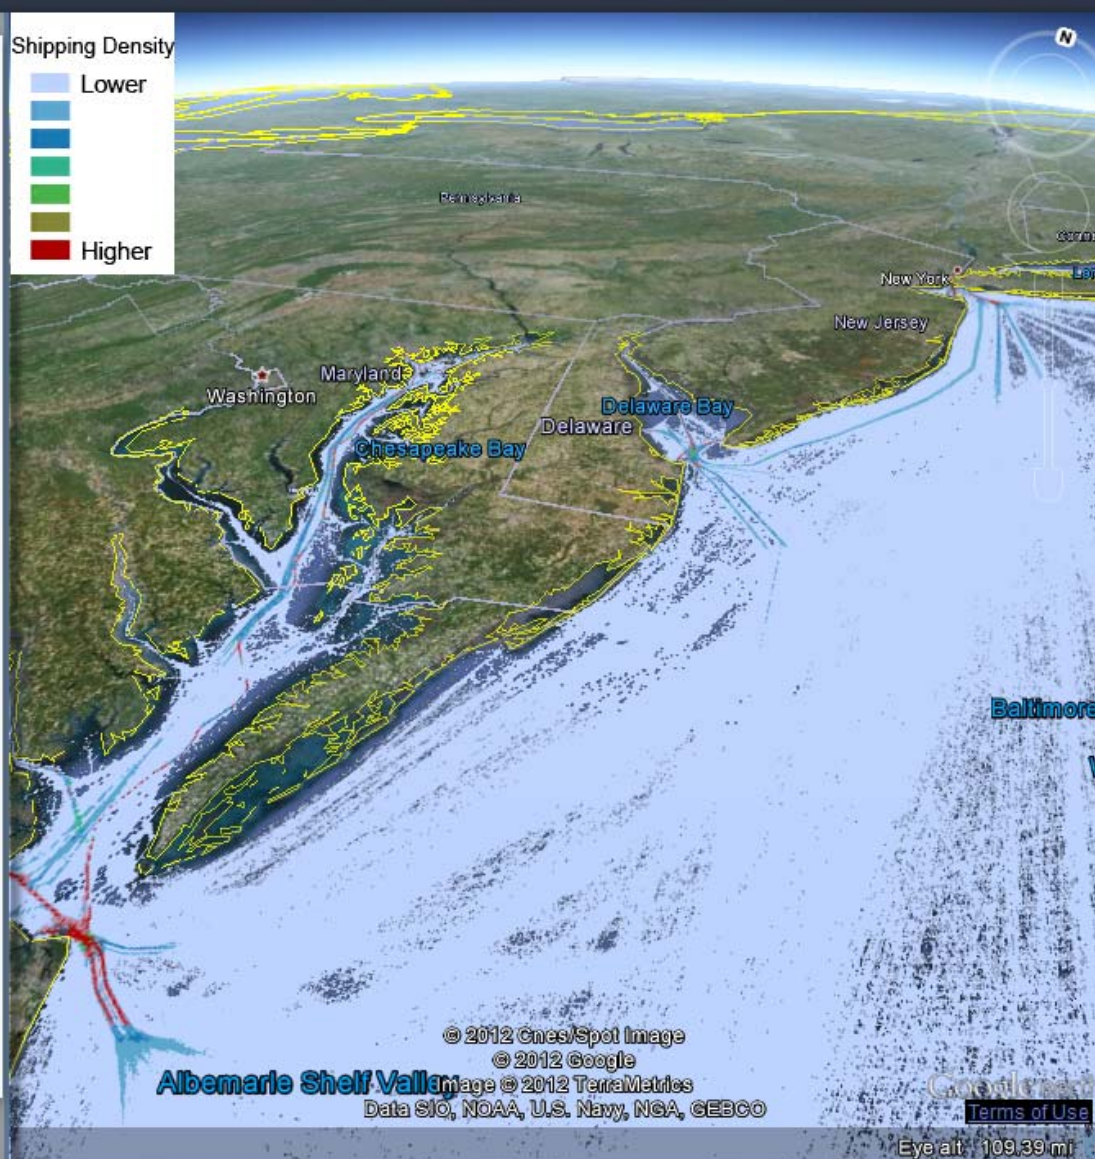 Shipping Density
Lower
Higher
N
Pennsylvania
New York
New Jersey
Washington
Maryland
Delaware Bay
Delaware
Chesapeake Bay
Baltimore
© 2012 Cnes/Spot Image
© 2012 Google
Albemarle Shelf Valley
Image © 2012 TerraMetrics
Data SIO, NOAA, U.S. Navy, NGA, GEBCO
Google
Terms of Use
Eye alt 109.39 mi